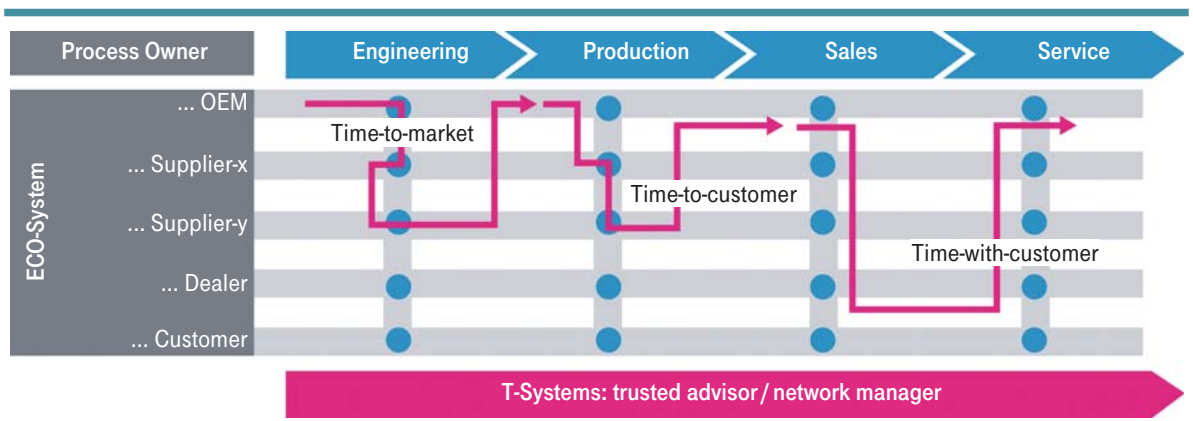 Process Owner
Engineering
Production
Sales
Service
ECO-System
... OEM
Time-to-market
... Supplier-x
Time-to-customer
... Supplier-y
Time-with-customer
... Dealer
... Customer
T-Systems: trusted advisor / network manager